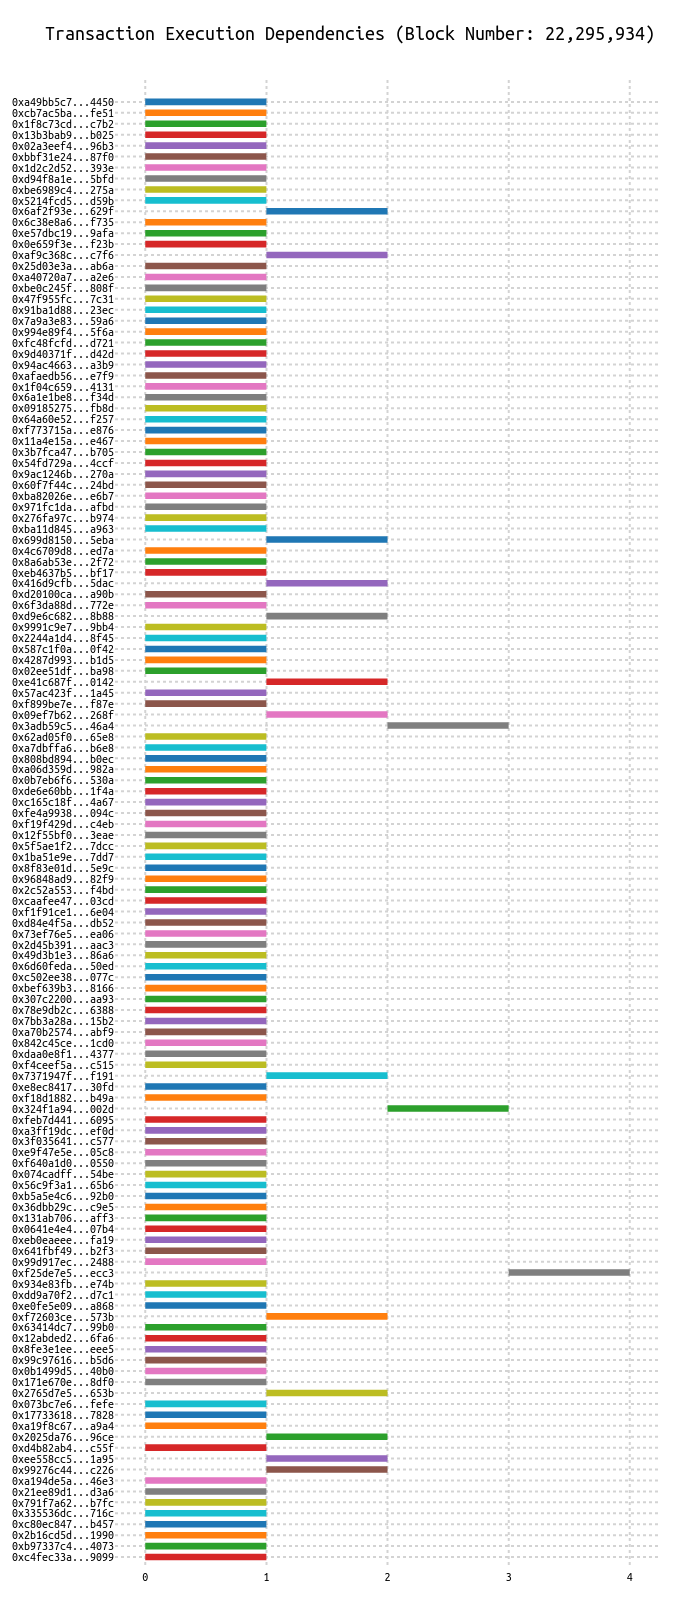 Transaction Execution Dependencies (Block Number: 22,295,934)
0xa49bb5c7...4450
0xcb7ac5ba...fe51
0x1f8c73cd...c7b2
0x13b3bab9...b025
0x02a3eef4...96b3
0xbbf31e24...87f0
0x1d2c2d52...393e
0xd94f8a1e...5bfd
0xbe6989c4...275a
0x5214fcd5...d59b
0x6af2f93e...629f
0x6c38e8a6...f735
0xe57dbc19...9afa
0x0e659f3e...f23b
0xaf9c368c...c7f6
0x25d03e3a...ab6a
0xa40720a7...a2e6
0xbe0c245f...808f
0x47f955fc...7c31
0x91ba1d88...23ec
0x7a9a3e83...59a6
0x994e89f4...5f6a
0xfc48fcfd...d721
0x9d40371f...d42d
0x94ac4663...a3b9
0xafaedb56...e7f9
0x1f04c659...4131
0x6a1e1be8...f34d
0x09185275...fb8d
0x64a60e52...f257
0xf773715a...e876
0x11a4e15a...e467
0x3b7fca47...b705
0x54fd729a...4ccf
0x9ac1246b...270a
0x60f7f44c...24bd
0xba82026e...e6b7
0x971fc1da...afbd
0x276fa97c...b974
0xba11d845...a963
0x699d8150...5eba
0x4c6709d8...ed7a
0x8a6ab53e...2f72
0xeb4637b5...bf17
0x416d9cfb...5dac
0xd20100ca...a90b
0x6f3da88d...772e
0xd9e6c682...8b88
0x9991c9e7...9bb4
0x2244a1d4...8f45
0x587c1f0a...0f42
0x4287d993...b1d5
0x02ee51df...ba98
0xe41c687f...0142
0x57ac423f...1a45
0xf899be7e...f87e
0x09ef7b62...268f
0x3adb59c5...46a4
0x62ad05f0...65e8
0xa7dbffa6...b6e8
0x808bd894...b0ec
0xa06d359d...982a
0x0b7eb6f6...530a
0xde6e60bb...1f4a
0xc165c18f...4a67
0xfe4a9938...094c
0xf19f429d...c4eb
0x12f55bf0...3eae
0x5f5ae1f2...7dcc
0x1ba51e9e...7dd7
0x8f83e01d...5e9c
0x96848ad9...82f9
0x2c52a553...f4bd
0xcaafee47...03cd
0xf1f91ce1...6e04
0xd84e4f5a...db52
0x73ef76e5...ea06
0x2d45b391...aac3
0x49d3b1e3...86a6
0x6d60feda...50ed
0xc502ee38...077c
0xbef639b3...8166
0x307c2200...aa93
0x78e9db2c...6388
0x7bb3a28a...15b2
0xa70b2574...abf9
0x842c45ce...1cd0
0xdaa0e8f1...4377
0xf4ceef5a...c515
0x7371947f...f191
0xe8ec8417...30fd
0xf18d1882...b49a
0x324f1a94...002d
0xfeb7d441...6095
0xa3ff19dc...ef0d
0x3f035641...c577
0xe9f47e5e...05c8
0xf640a1d0...0550
0x074cadff...54be
0x56c9f3a1...65b6
0xb5a5e4c6...92b0
0x36dbb29c...c9e5
0x131ab706...aff3
0x0641e4e4...07b4
0xeb0eaeee...fa19
0x641fbf49...b2f3
0x99d917ec...2488
0xf25de7e5...ecc3
0x934e83fb...e74b
0xdd9a70f2...d7c1
0xe0fe5e09...a868
0xf72603ce...573b
0x63414dc7...99b0
0x12abded2...6fa6
0x8fe3e1ee...eee5
0x99c97616...b5d6
0x0b1499d5...40b0
0x171e670e...8df0
0x2765d7e5...653b
0x073bc7e6...fefe
0x17733618...7828
0xa19f8c67...a9a4
0x2025da76...96ce
0xd4b82ab4...c55f
0xee558cc5...1a95
0x99276c44...c226
0xa194de5a...46e3
0x21ee89d1...d3a6
0x791f7a62...b7fc
0x335536dc...716c
0xc80ec847...b457
0x2b16cd5d...1990
0xb97337c4...4073
0xc4fec33a...9099
0 1 2 3 4